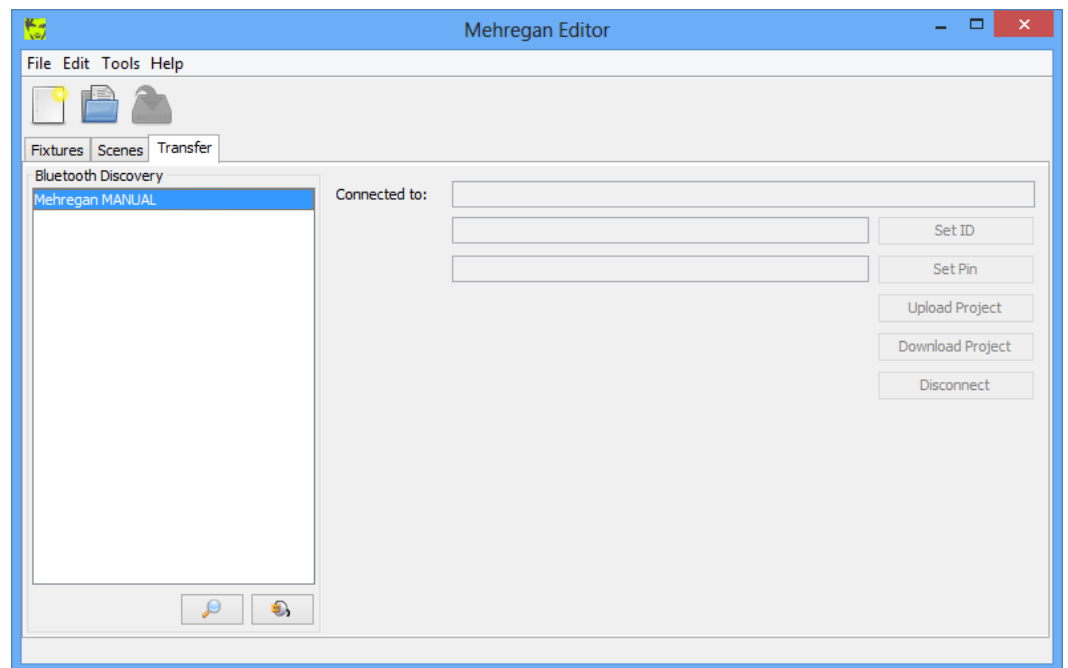 Mehregan Editor
File Edit Tools Help
Fixtures Scenes Transfer
Bluetooth Discovery
Mehregan MANUAL
Connected to:
Set ID
Set Pin
Upload Project
Download Project
Disconnect